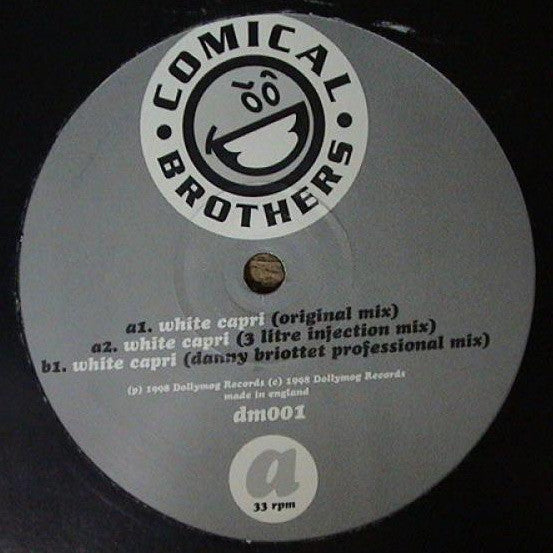 • COMICAL •
BROTHERS
a1. white capri (original mix)
a2. white capri (3 litre injection mix)
b1. white capri (danny briottet professional mix)
(p) 1998 Dollymog Records (c) 1998 Dollymog Records
made in england
dm001
a
33 rpm